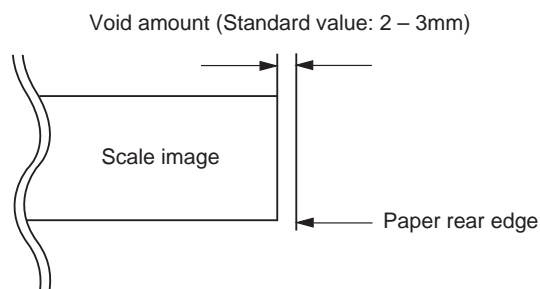 Void amount (Standard value: 2 – 3mm)
Scale image
Paper rear edge